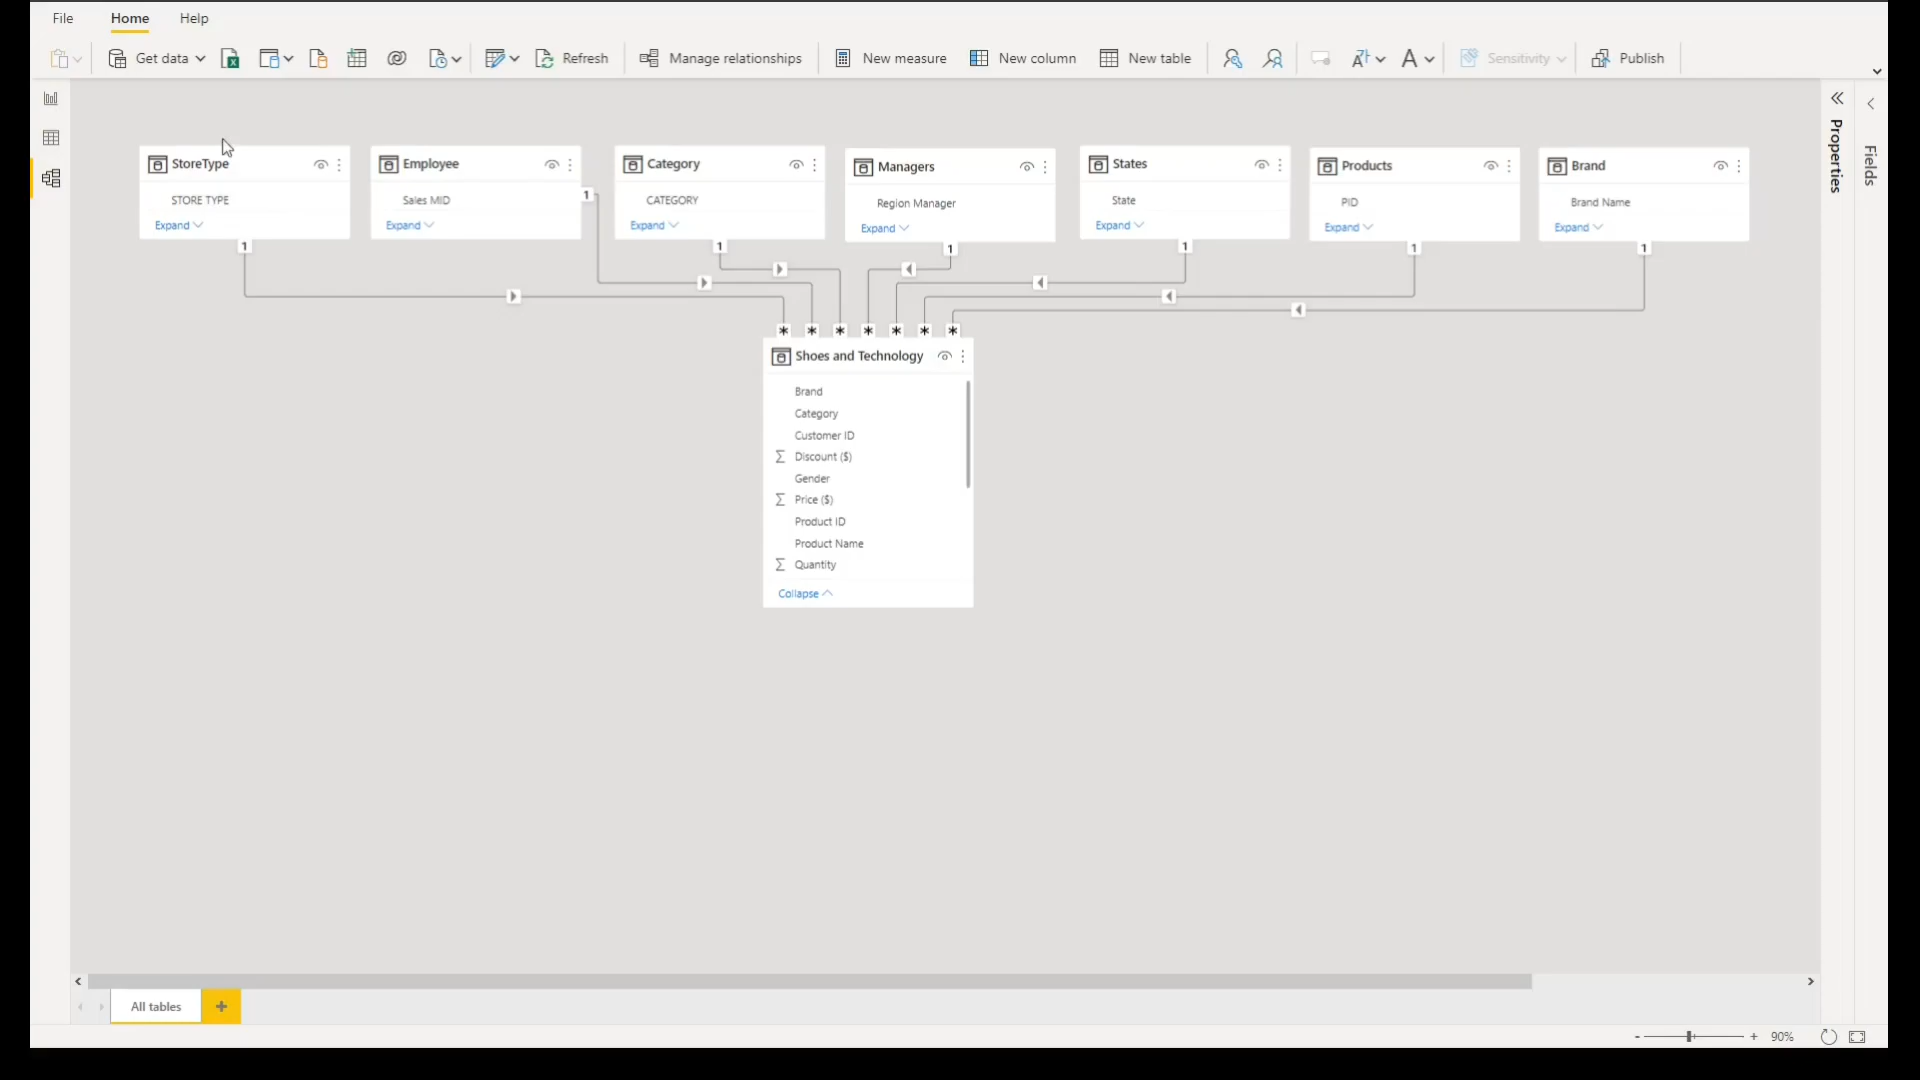 File Home Help
Get data Refresh Manage relationships New measure New column New table Sensitivity Publish
Properties
Fields
StoreType
STORE TYPE
Expand
1
Employee
Sales MID
Expand
1
Category
CATEGORY
Expand
1
Managers
Region Manager
Expand
1
States
State
Expand
1
Products
PID
Expand
1
Brand
Brand Name
Expand
1
* * * * * * *
Shoes and Technology
Brand
Category
Customer ID
Σ Discount ($)
Gender
Σ Price ($)
Product ID
Product Name
Σ Quantity
Collapse
All tables +
- + 90%